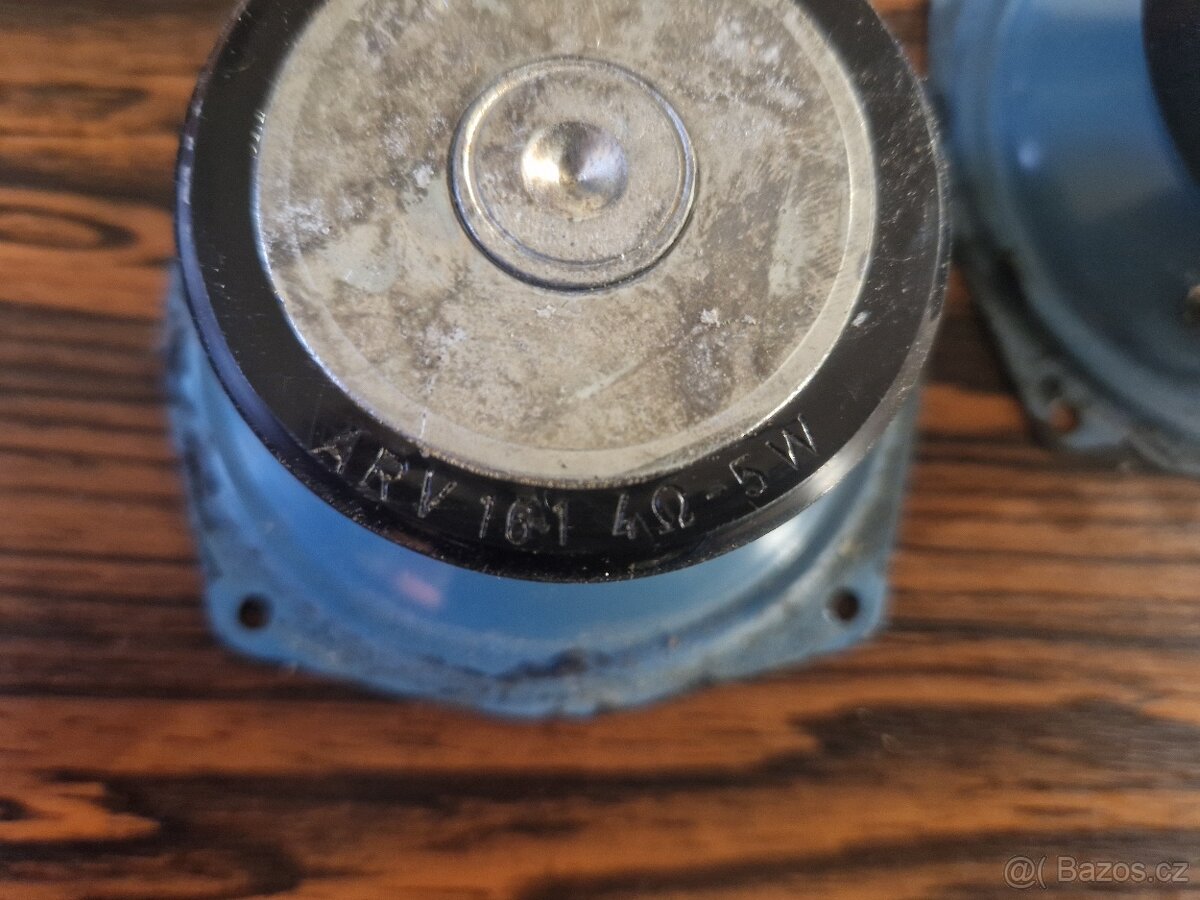 ARV 161 4Ω-5W
@( Bazos.cz